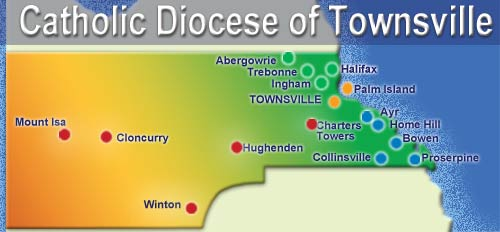 Catholic Diocese of Townsville
Abergowrie
Halifax
Trebonne
Ingham
Palm Island
TOWNSVILLE
Ayr
Mount Isa
Charters
Towers
Home Hill
Cloncurry
Bowen
Hughenden
Collinsville
Proserpine
Winton